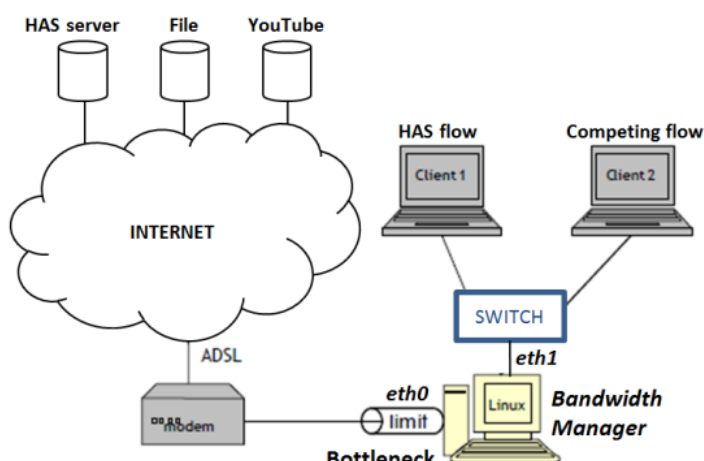 HAS server
File
YouTube
HAS flow
Competing flow
Client 1
Client 2
INTERNET
SWITCH
ADSL
eth1
eth0
limit
Linux
Bandwidth
Manager
modem
Bottleneck